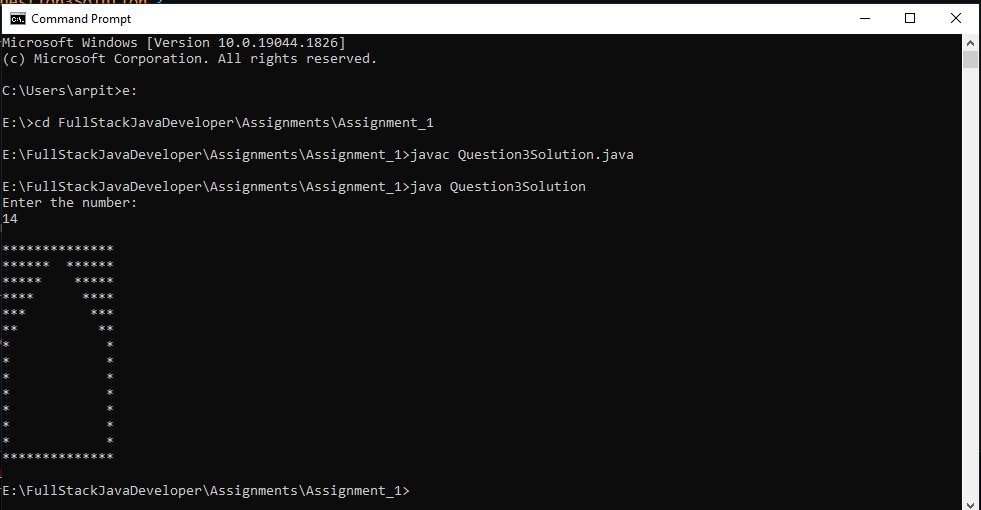 Command Prompt
Microsoft Windows [Version 10.0.19044.1826]
(c) Microsoft Corporation. All rights reserved.
C:\Users\arpit>e:
E:\>cd FullStackJavaDeveloper\Assignments\Assignment_1
E:\FullStackJavaDeveloper\Assignments\Assignment_1>javac Question3Solution.java
E:\FullStackJavaDeveloper\Assignments\Assignment_1>java Question3Solution
Enter the number:
14
**************
******  ******
*****    *****
****      ****
***        ***
**          **
*            *
*            *
*            *
*            *
*            *
*            *
*            *
**************
E:\FullStackJavaDeveloper\Assignments\Assignment_1>